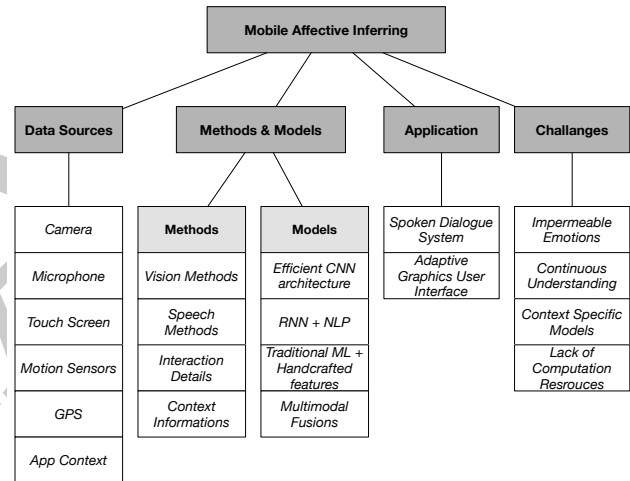 Mobile Affective Inferring
Data Sources
Methods & Models
Application
Challanges
Camera
Microphone
Touch Screen
Motion Sensors
GPS
App Context
Methods
Vision Methods
Speech
Methods
Interaction
Details
Context
Informations
Models
Efficient CNN
architecture
RNN + NLP
Traditional ML +
Handcrafted
features
Multimodal
Fusions
Spoken Dialogue
System
Adaptive
Graphics User
Interface
Impermeable
Emotions
Continuous
Understanding
Context Specific
Models
Lack of
Computation
Resrouces